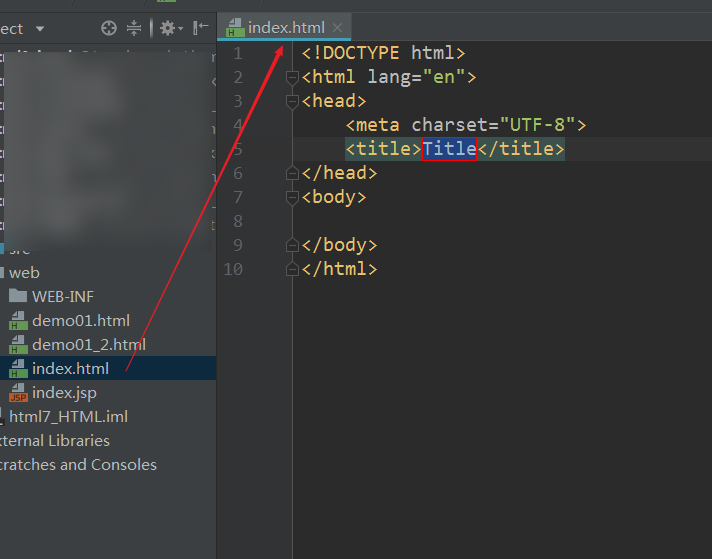 ect
src
web
WEB-INF
demo01.html
demo01_2.html
index.html
index.jsp
html7_HTML.iml
xternal Libraries
cratches and Consoles
index.html
1 <!DOCTYPE html>
2 <html lang="en">
3 <head>
4 <meta charset="UTF-8">
5 <title>Title</title>
6 </head>
7 <body>
8
9 </body>
10 </html>